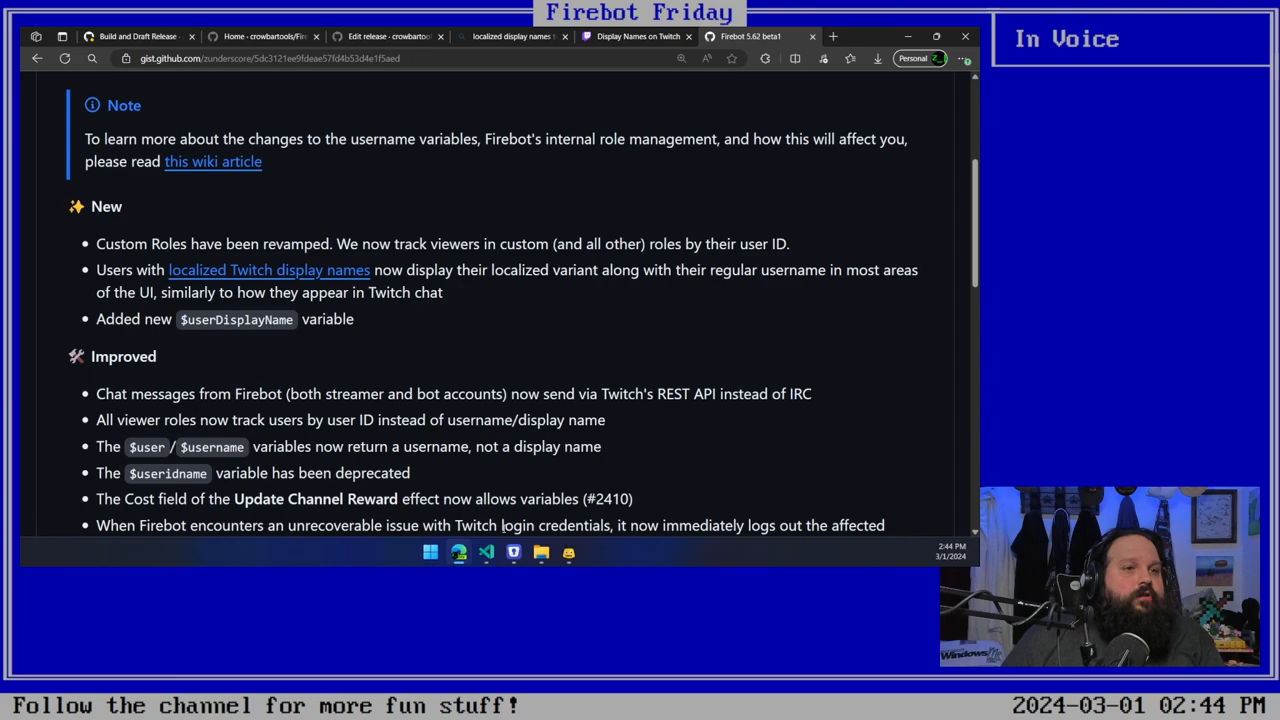 Firebot Friday
In Voice
Build and Draft Release -
Home · crowbartools/Fire
Edit release · crowbartools
localized display names t
Display Names on Twitch
Firebot 5.62 beta1
gist.github.com/zunderscore/5dc3121ee9fdeae57fd4b53d4e1f5aed
Personal
Note
To learn more about the changes to the username variables, Firebot's internal role management, and how this will affect you,
please read this wiki article
✨ New
• Custom Roles have been revamped. We now track viewers in custom (and all other) roles by their user ID.
• Users with localized Twitch display names now display their localized variant along with their regular username in most areas
of the UI, similarly to how they appear in Twitch chat
• Added new $userDisplayName variable
🛠 Improved
• Chat messages from Firebot (both streamer and bot accounts) now send via Twitch's REST API instead of IRC
• All viewer roles now track users by user ID instead of username/display name
• The $user/$username variables now return a username, not a display name
• The $useridname variable has been deprecated
• The Cost field of the Update Channel Reward effect now allows variables (#2410)
• When Firebot encounters an unrecoverable issue with Twitch login credentials, it now immediately logs out the affected
2:44 PM
3/1/2024
Windows
Follow the channel for more fun stuff!
2024-03-01 02:44 PM